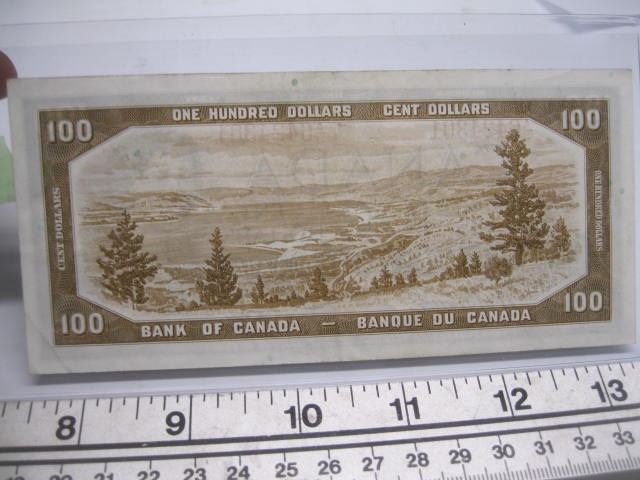 ONE HUNDRED DOLLARS CENT DOLLARS
100 100
CENT DOLLARS
ONE HUNDRED DOLLARS
100 100
BANK OF CANADA — BANQUE DU CANADA
8 9 10 11 12 13
22 23 24 25 26 27 28 29 30 31 32 33